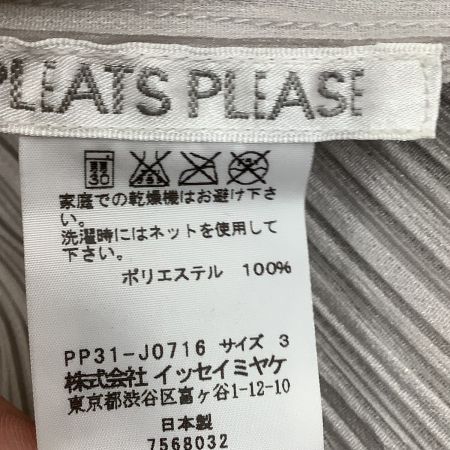 PLEATS PLEASE
30
家庭での乾燥機はお避け下さ
い。
洗濯時にはネットを使用して
下さい。
ポリエステル 100%
PP31-J0716 サイズ 3
株式会社 イッセイミヤケ
東京都渋谷区富ヶ谷1-12-10
日本製
7568032